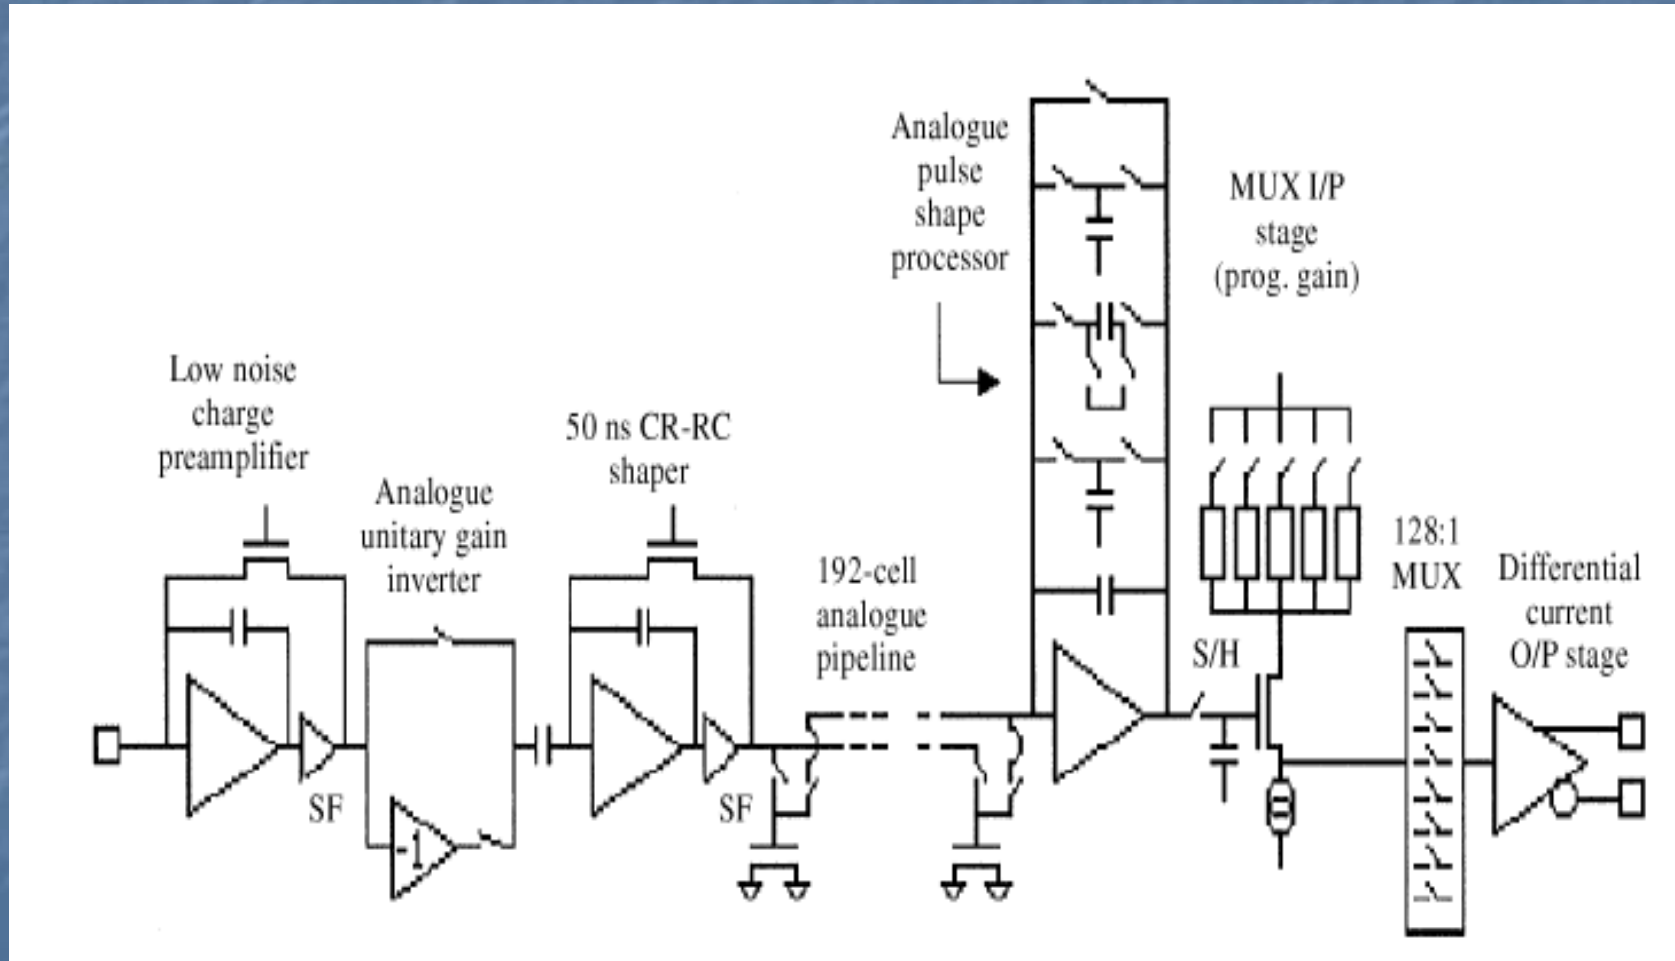 Low noise
charge
preamplifier
SF
Analogue
unitary gain
inverter
-1
50 ns CR-RC
shaper
SF
192-cell
analogue
pipeline
Analogue
pulse
shape
processor
S/H
MUX I/P
stage
(prog. gain)
128:1
MUX
Differential
current
O/P stage